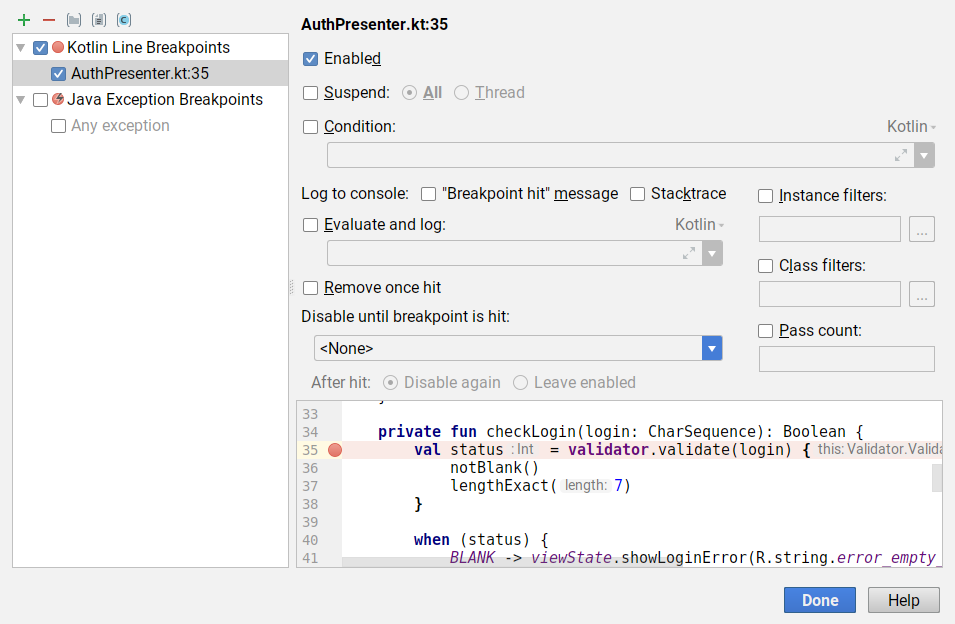 AuthPresenter.kt:35
Kotlin Line Breakpoints
AuthPresenter.kt:35
Java Exception Breakpoints
Any exception
Enabled
Suspend: All Thread
Condition: Kotlin
Log to console: "Breakpoint hit" message Stacktrace
Evaluate and log: Kotlin
Remove once hit
Disable until breakpoint is hit:
<None>
After hit: Disable again Leave enabled
Instance filters:
...
Class filters:
...
Pass count:
33
34 private fun checkLogin(login: CharSequence): Boolean {
35 val status : Int = validator.validate(login) { this: Validator.Valida
36 notBlank()
37 lengthExact( length: 7)
38 }
39
40 when (status) {
41 BLANK -> viewState.showLoginError(R.string.error_empty_
Done Help